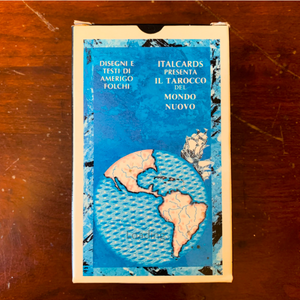 DISEGNI E
TESTI DI
AMERIGO
FOLCHI
ITALCARDS
PRESENTA
IL TAROCCO
DEL
MONDO
NUOVO